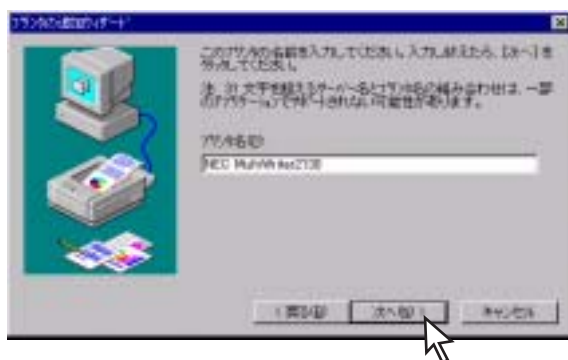 プリンタの追加ウィザード
このプリンタの名前を入力してください。入力し終えたら、[次へ] を
押してください。
注: 31 文字を超えるサーバー名とプリンタ名の組み合わせは、一部
のアプリケーションでサポートされない可能性があります。
プリンタ名(P):
NEC MultiWriter2130
< 戻る(B)
次へ(N) >
キャンセル